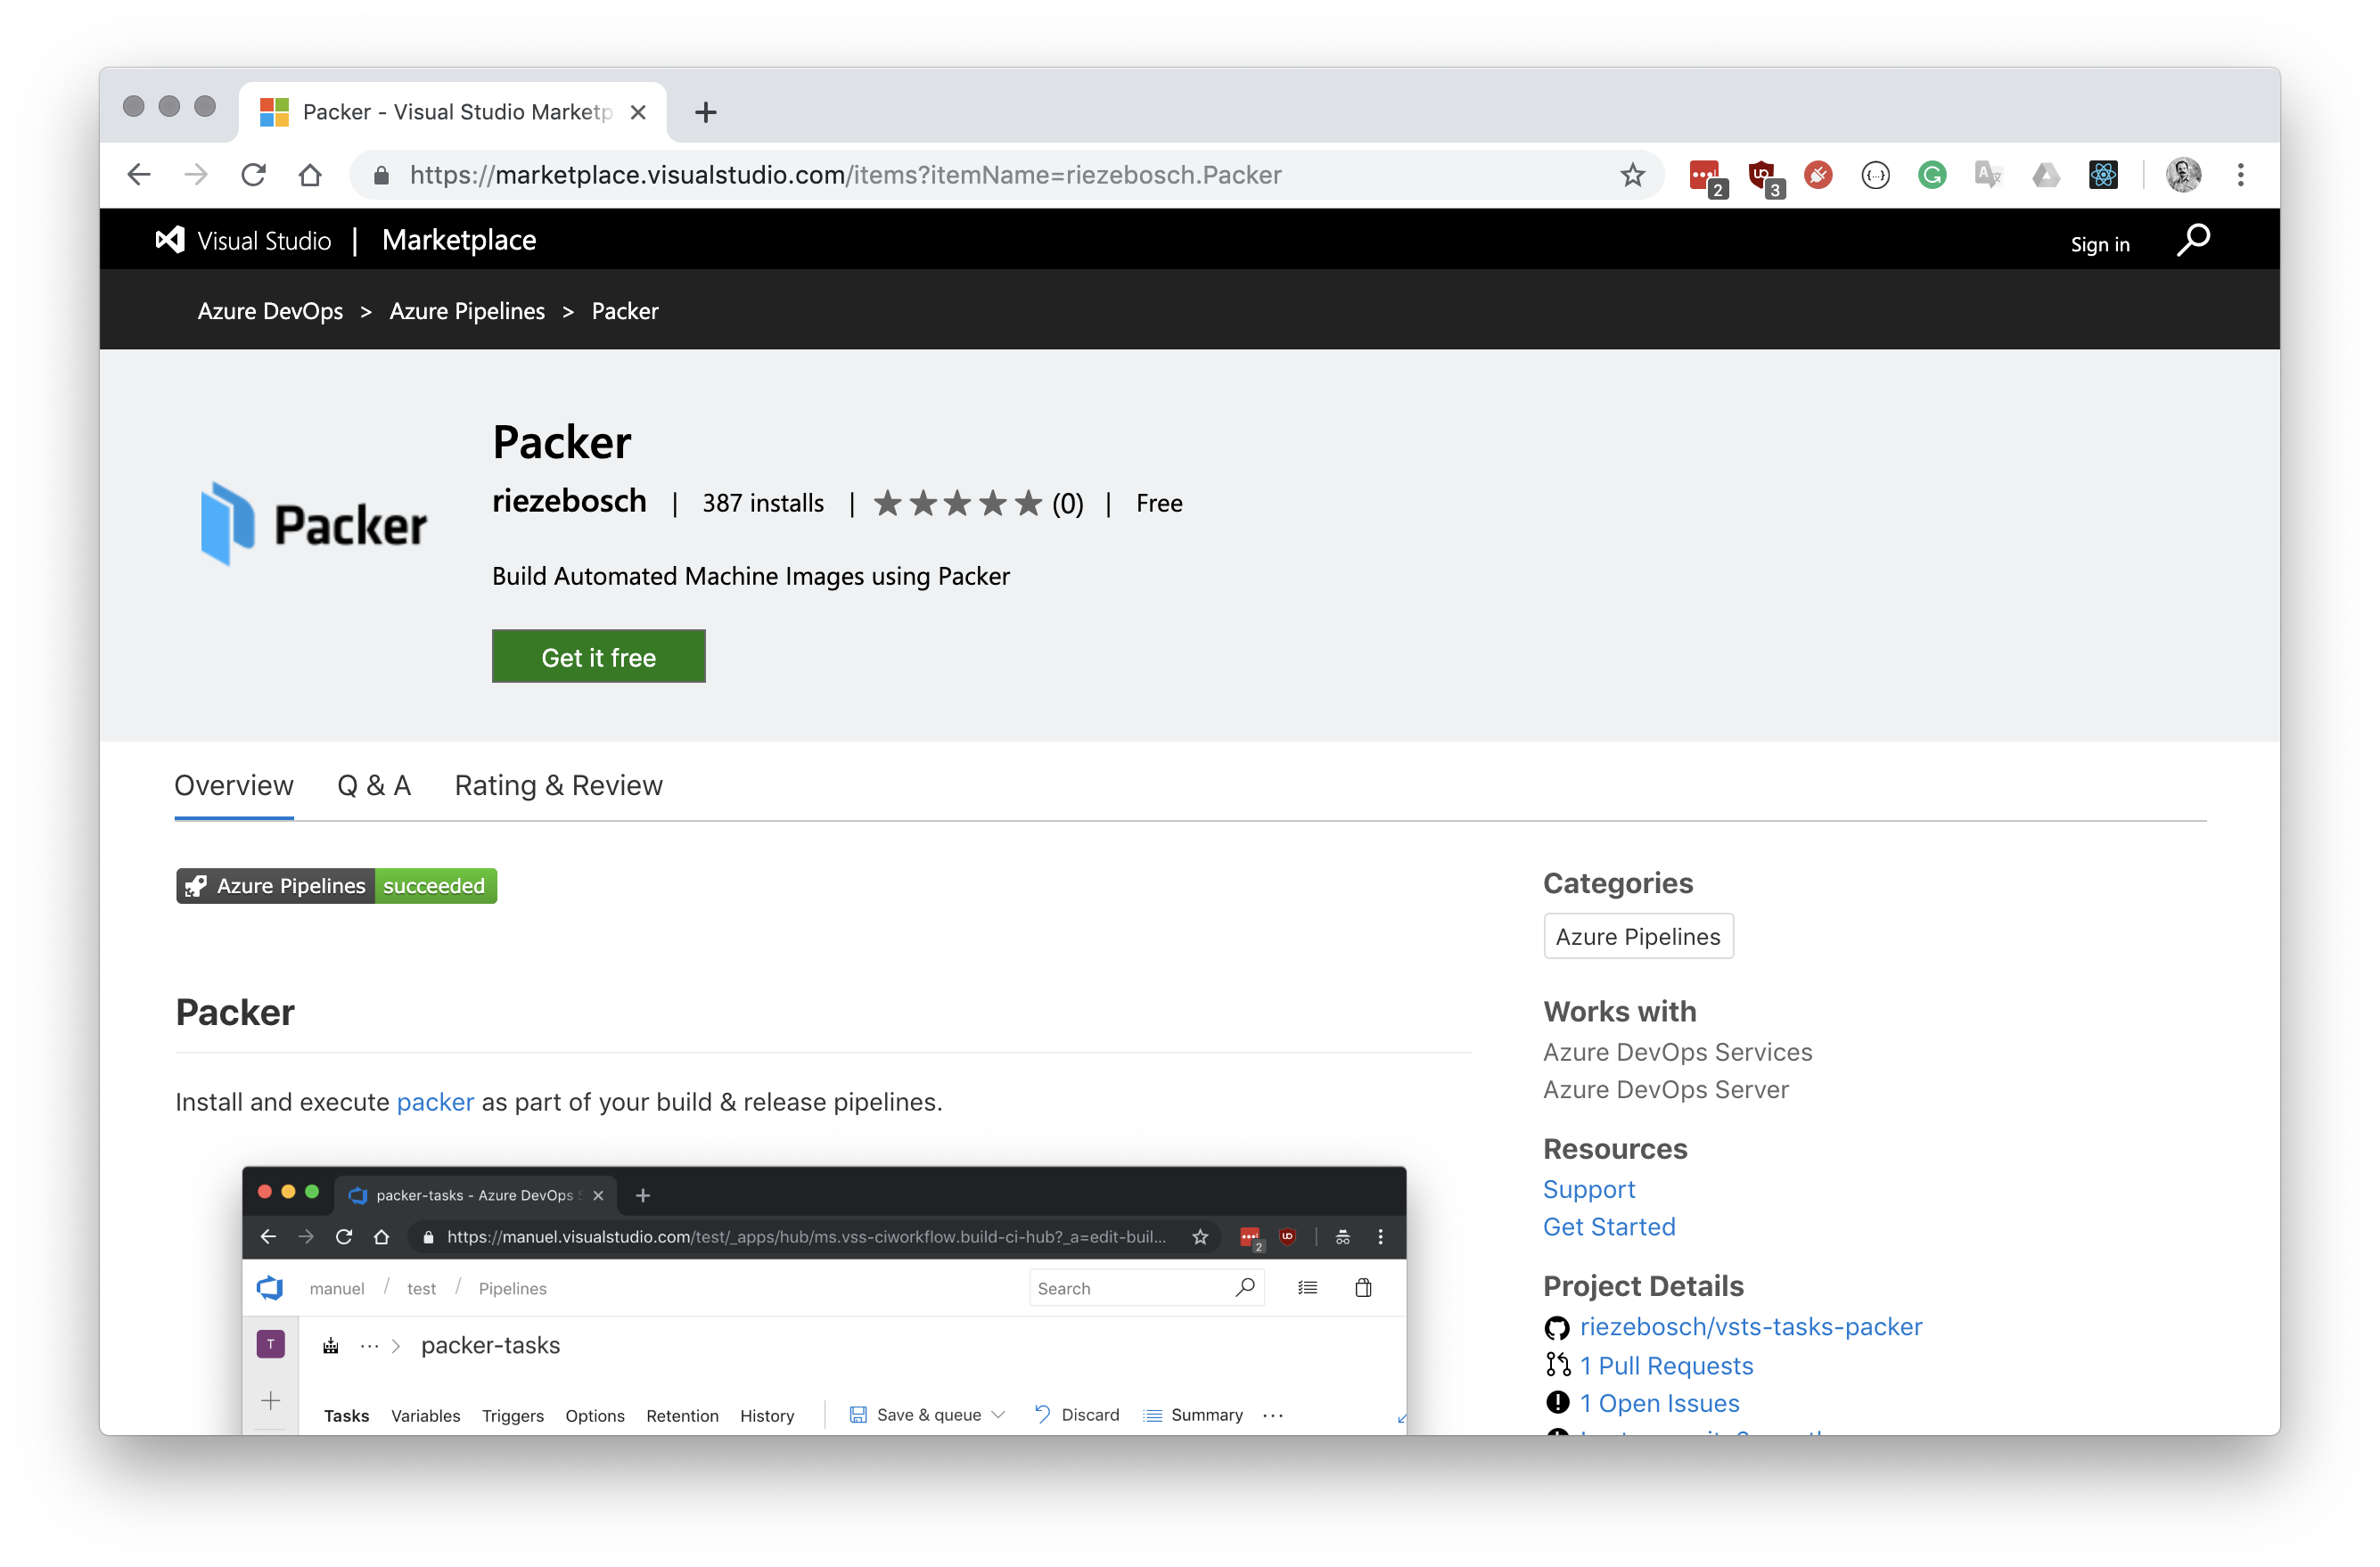 Packer - Visual Studio Marketp
https://marketplace.visualstudio.com/items?itemName=riezebosch.Packer
2
3
Visual Studio | Marketplace
Sign in
Azure DevOps > Azure Pipelines > Packer
Packer
Packer
riezebosch | 387 installs | ★★★★★ (0) | Free
Build Automated Machine Images using Packer
Get it free
Overview Q & A Rating & Review
Azure Pipelines succeeded
Packer
Install and execute packer as part of your build & release pipelines.
packer-tasks - Azure DevOps
https://manuel.visualstudio.com/test/_apps/hub/ms.vss-ciworkflow.build-ci-hub?_a=edit-buil...
2
manuel / test / Pipelines
Search
T
... > packer-tasks
Tasks Variables Triggers Options Retention History Save & queue Discard Summary ...
Categories
Azure Pipelines
Works with
Azure DevOps Services
Azure DevOps Server
Resources
Support
Get Started
Project Details
riezebosch/vsts-tasks-packer
1 Pull Requests
1 Open Issues